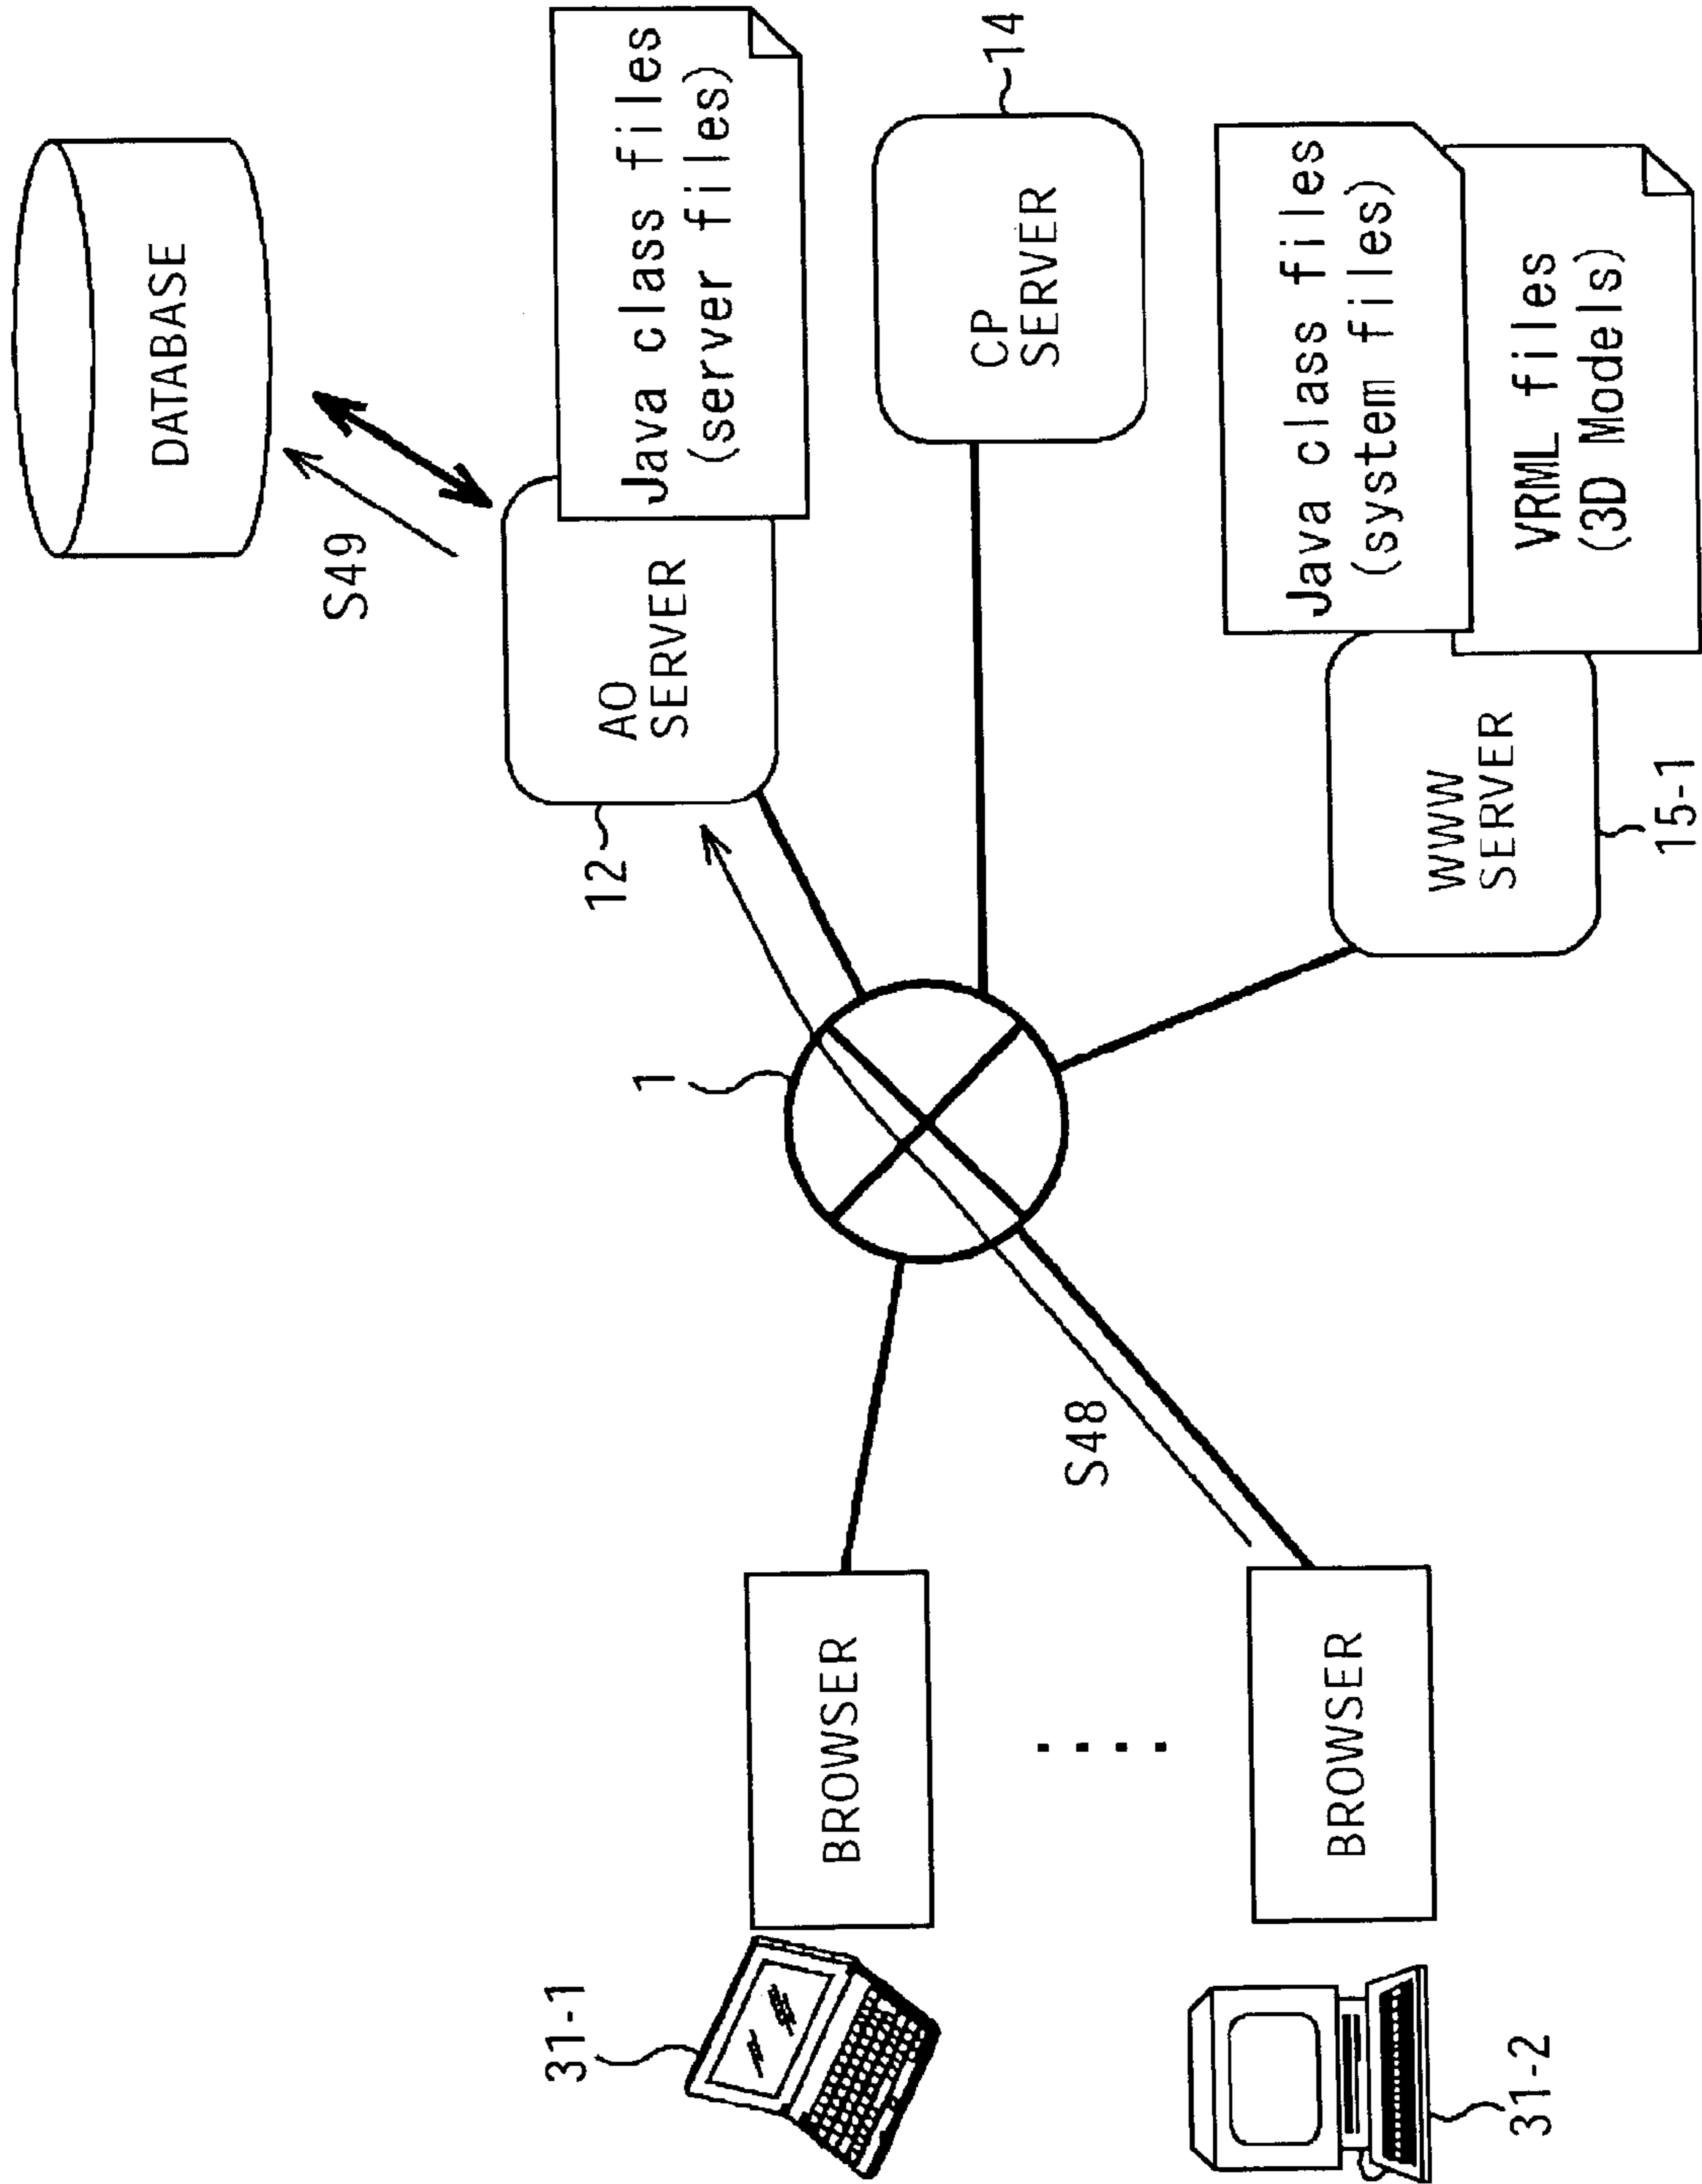 DATABASE
S49
Java class files
(server files)
AO
SERVER
12
14
CP
SERVER
1
Java class files
(system files)
VRML files
(3D Models)
WWW
SERVER
15-1
S48
31-1
BROWSER
BROWSER
31-2